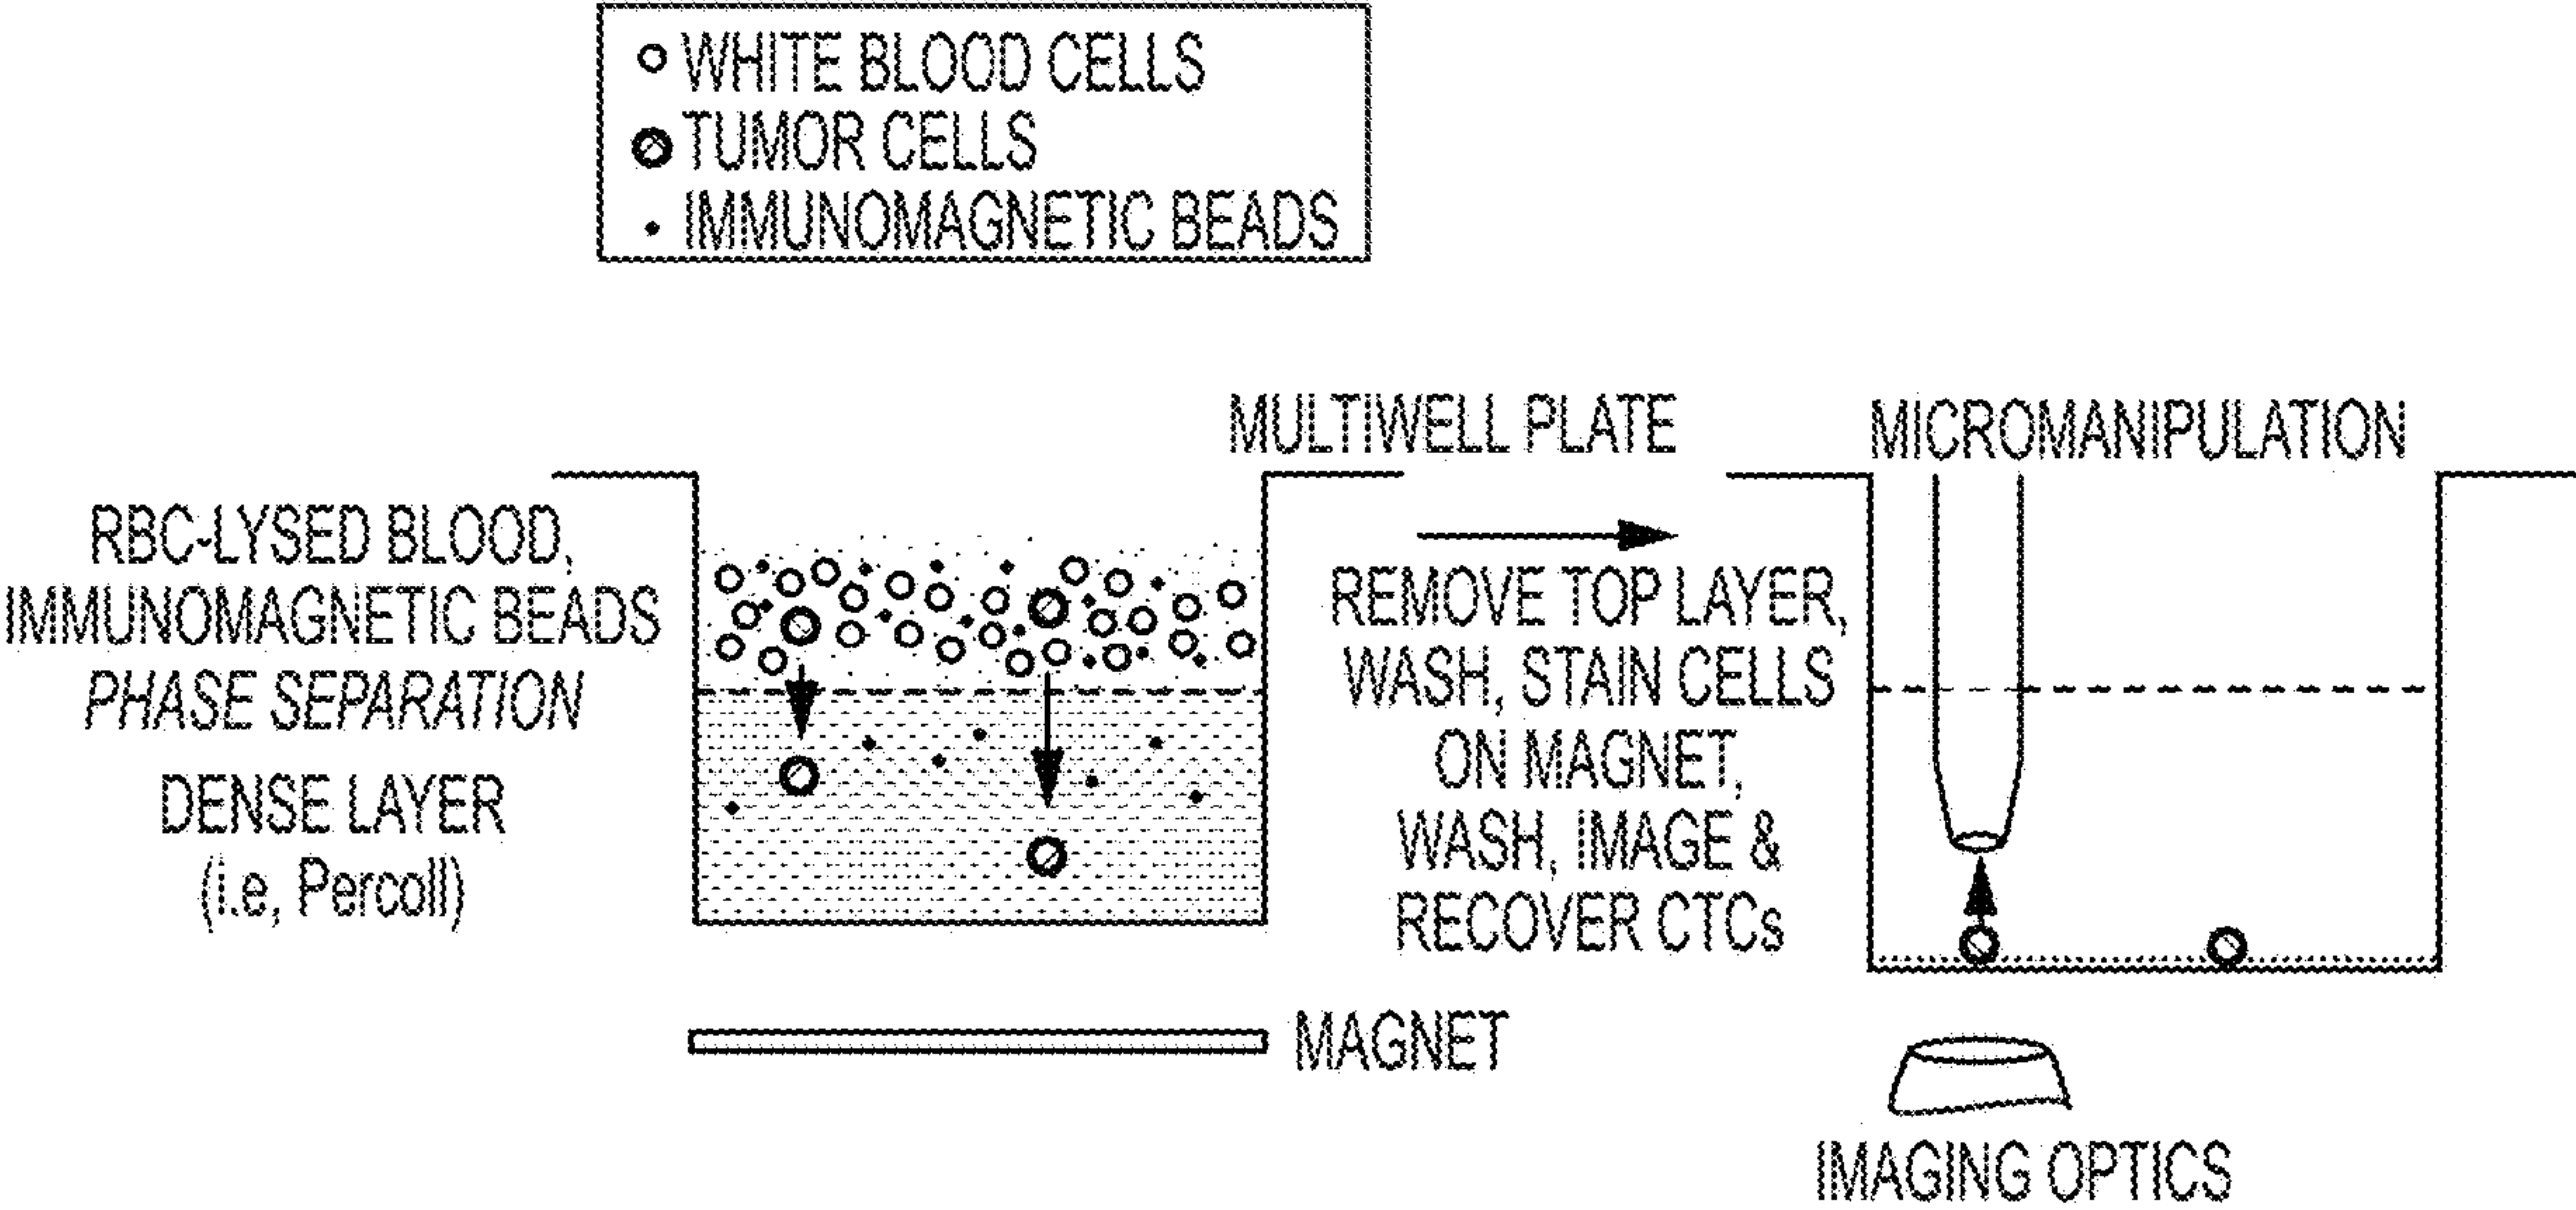 WHITE BLOOD CELLS
TUMOR CELLS
IMMUNOMAGNETIC BEADS
RBC-LYSED BLOOD,
IMMUNOMAGNETIC BEADS
PHASE SEPARATION
DENSE LAYER
(i.e, Percoll)
MULTIWELL PLATE
REMOVE TOP LAYER,
WASH, STAIN CELLS
ON MAGNET,
WASH, IMAGE &
RECOVER CTCs
MAGNET
MICROMANIPULATION
IMAGING OPTICS